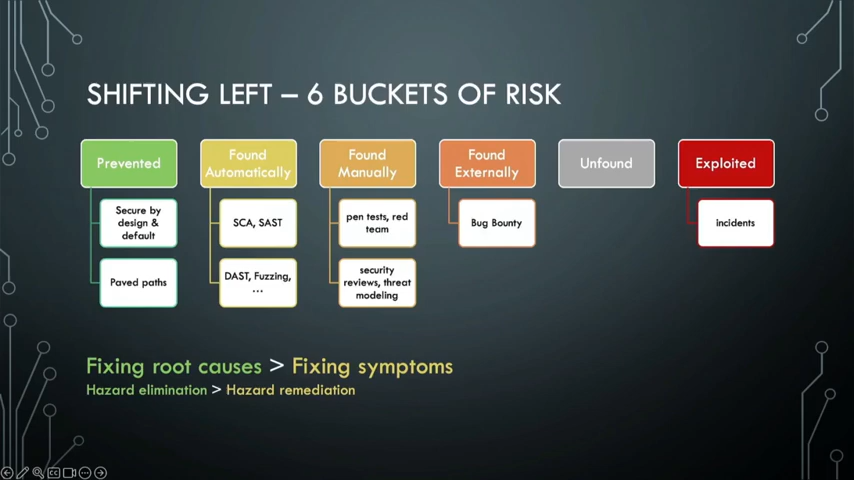 SHIFTING LEFT – 6 BUCKETS OF RISK
Prevented
Found
Automatically
Found
Manually
Found
Externally
Unfound
Exploited
Secure by
design &
default
Paved paths
SCA, SAST
DAST, Fuzzing,
…
pen tests, red
team
security
reviews, threat
modeling
Bug Bounty
incidents
Fixing root causes > Fixing symptoms
Hazard elimination > Hazard remediation
CC